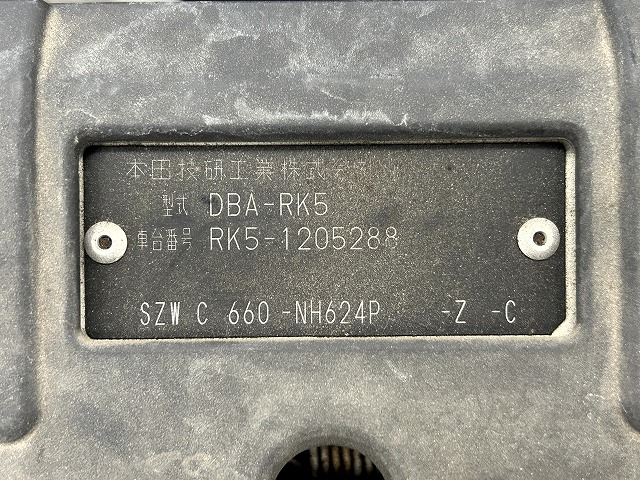 本田技研工業株式会社
型式 DBA-RK5
車台番号 RK5-1205288
SZW C 660 -NH624P -Z -C